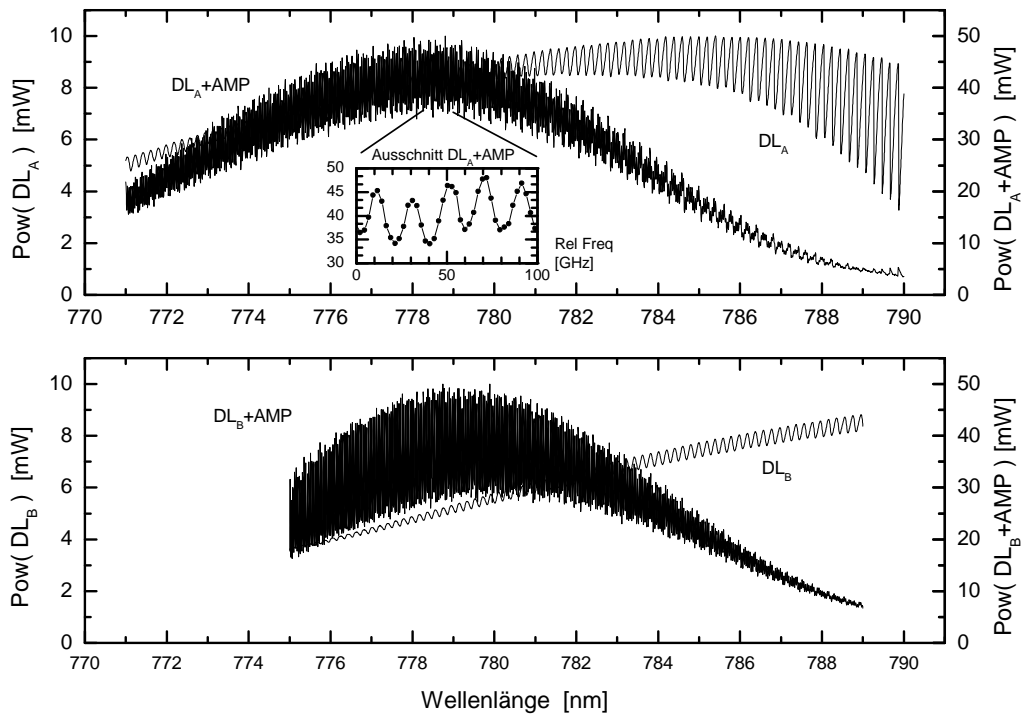 Pow( DL_A ) [mW]
10
8
6
4
2
0
50
40
30
20
10
0
Pow( DL_A+AMP ) [mW]
DL_A+AMP
DL_A
Ausschnitt DL_A+AMP
50
45
40
35
30
0 50 100
Rel Freq
[GHz]
770 772 774 776 778 780 782 784 786 788 790
Pow( DL_B ) [mW]
10
8
6
4
2
0
50
40
30
20
10
0
Pow( DL_B+AMP ) [mW]
DL_B+AMP
DL_B
770 772 774 776 778 780 782 784 786 788 790
Wellenlänge [nm]